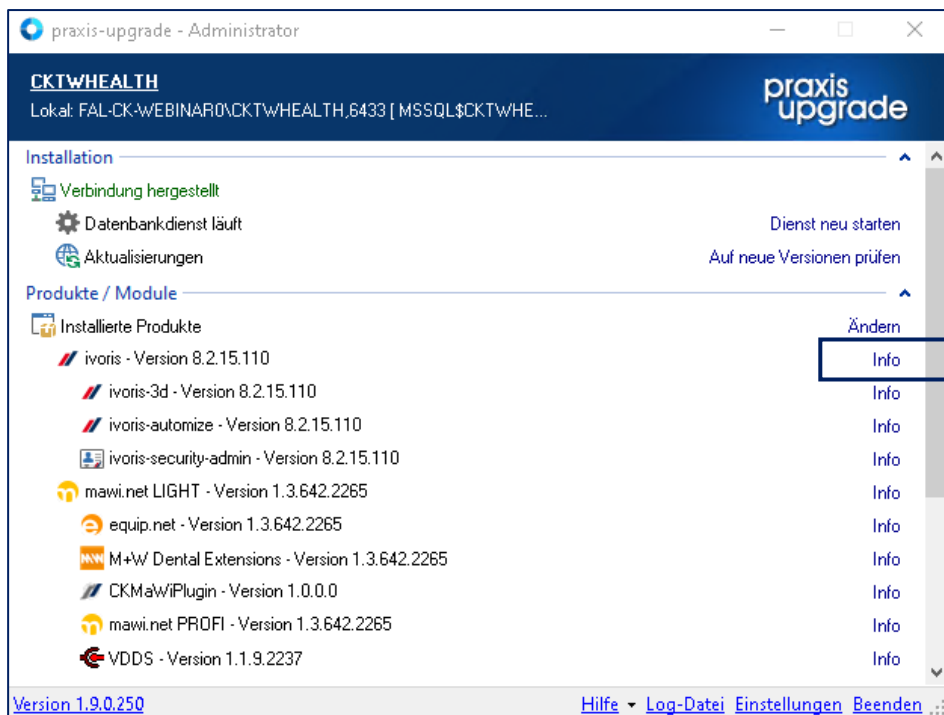 praxis-upgrade - Administrator
CKTWHEALTH
Lokal: FAL-CK-WEBINAR0\CKTWHEALTH,6433 [ MSSQL$CKTWHE...
praxis
upgrade
Installation
Verbindung hergestellt
Datenbankdienst läuft Dienst neu starten
Aktualisierungen Auf neue Versionen prüfen
Produkte / Module
Installierte Produkte Ändern
ivoris - Version 8.2.15.110 Info
ivoris-3d - Version 8.2.15.110 Info
ivoris-automize - Version 8.2.15.110 Info
ivoris-security-admin - Version 8.2.15.110 Info
mawi.net LIGHT - Version 1.3.642.2265 Info
equip.net - Version 1.3.642.2265 Info
M+W Dental Extensions - Version 1.3.642.2265 Info
CKMaWiPlugin - Version 1.0.0.0 Info
mawi.net PROFI - Version 1.3.642.2265 Info
VDDS - Version 1.1.9.2237 Info
Version 1.9.0.250 Hilfe Log-Datei Einstellungen Beenden